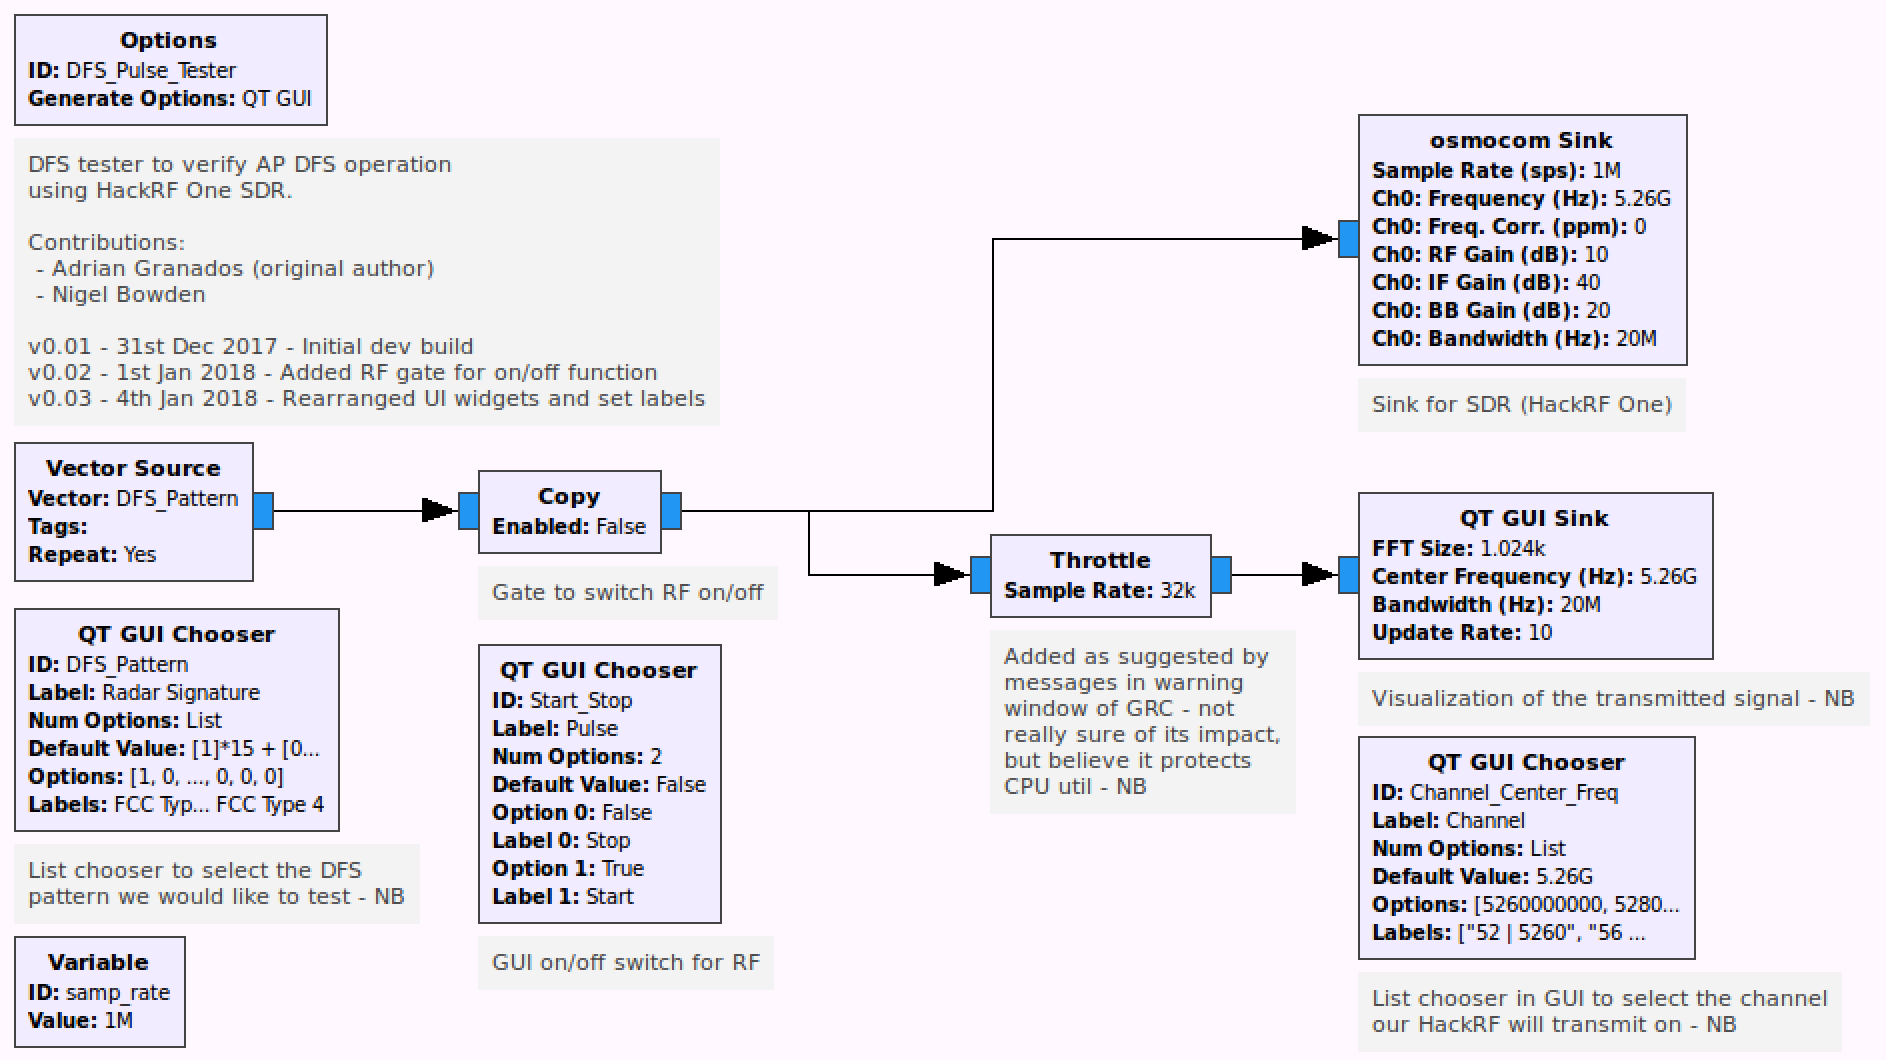 Options
ID: DFS_Pulse_Tester
Generate Options: QT GUI
DFS tester to verify AP DFS operation
using HackRF One SDR.
Contributions:
- Adrian Granados (original author)
- Nigel Bowden
v0.01 - 31st Dec 2017 - Initial dev build
v0.02 - 1st Jan 2018 - Added RF gate for on/off function
v0.03 - 4th Jan 2018 - Rearranged UI widgets and set labels
Vector Source
Vector: DFS_Pattern
Tags:
Repeat: Yes
QT GUI Chooser
ID: DFS_Pattern
Label: Radar Signature
Num Options: List
Default Value: [1]*15 + [0...
Options: [1, 0, ..., 0, 0, 0]
Labels: FCC Typ... FCC Type 4
List chooser to select the DFS
pattern we would like to test - NB
Variable
ID: samp_rate
Value: 1M
Copy
Enabled: False
Gate to switch RF on/off
QT GUI Chooser
ID: Start_Stop
Label: Pulse
Num Options: 2
Default Value: False
Option 0: False
Label 0: Stop
Option 1: True
Label 1: Start
GUI on/off switch for RF
Throttle
Sample Rate: 32k
Added as suggested by
messages in warning
window of GRC - not
really sure of its impact,
but believe it protects
CPU util - NB
osmocom Sink
Sample Rate (sps): 1M
Ch0: Frequency (Hz): 5.26G
Ch0: Freq. Corr. (ppm): 0
Ch0: RF Gain (dB): 10
Ch0: IF Gain (dB): 40
Ch0: BB Gain (dB): 20
Ch0: Bandwidth (Hz): 20M
Sink for SDR (HackRF One)
QT GUI Sink
FFT Size: 1.024k
Center Frequency (Hz): 5.26G
Bandwidth (Hz): 20M
Update Rate: 10
Visualization of the transmitted signal - NB
QT GUI Chooser
ID: Channel_Center_Freq
Label: Channel
Num Options: List
Default Value: 5.26G
Options: [5260000000, 5280...
Labels: ["52 | 5260", "56 ...
List chooser in GUI to select the channel
our HackRF will transmit on - NB